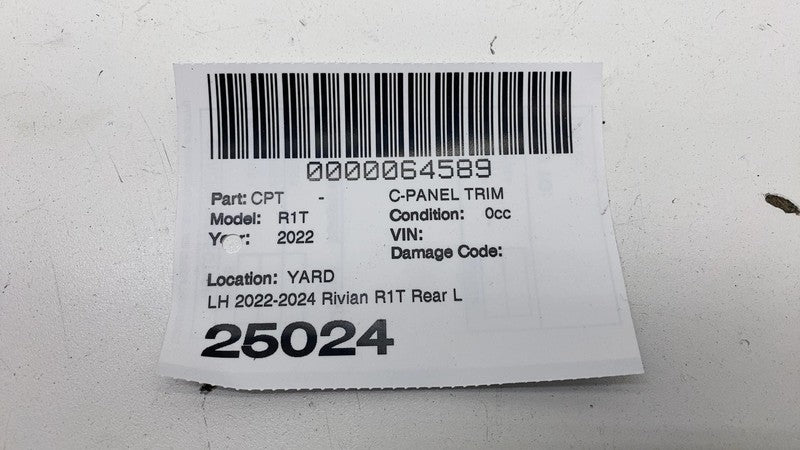 0000064589
Part: CPT - C-PANEL TRIM
Model: R1T Condition: 0cc
Year: 2022 VIN:
Damage Code:
Location: YARD
LH 2022-2024 Rivian R1T Rear L
25024